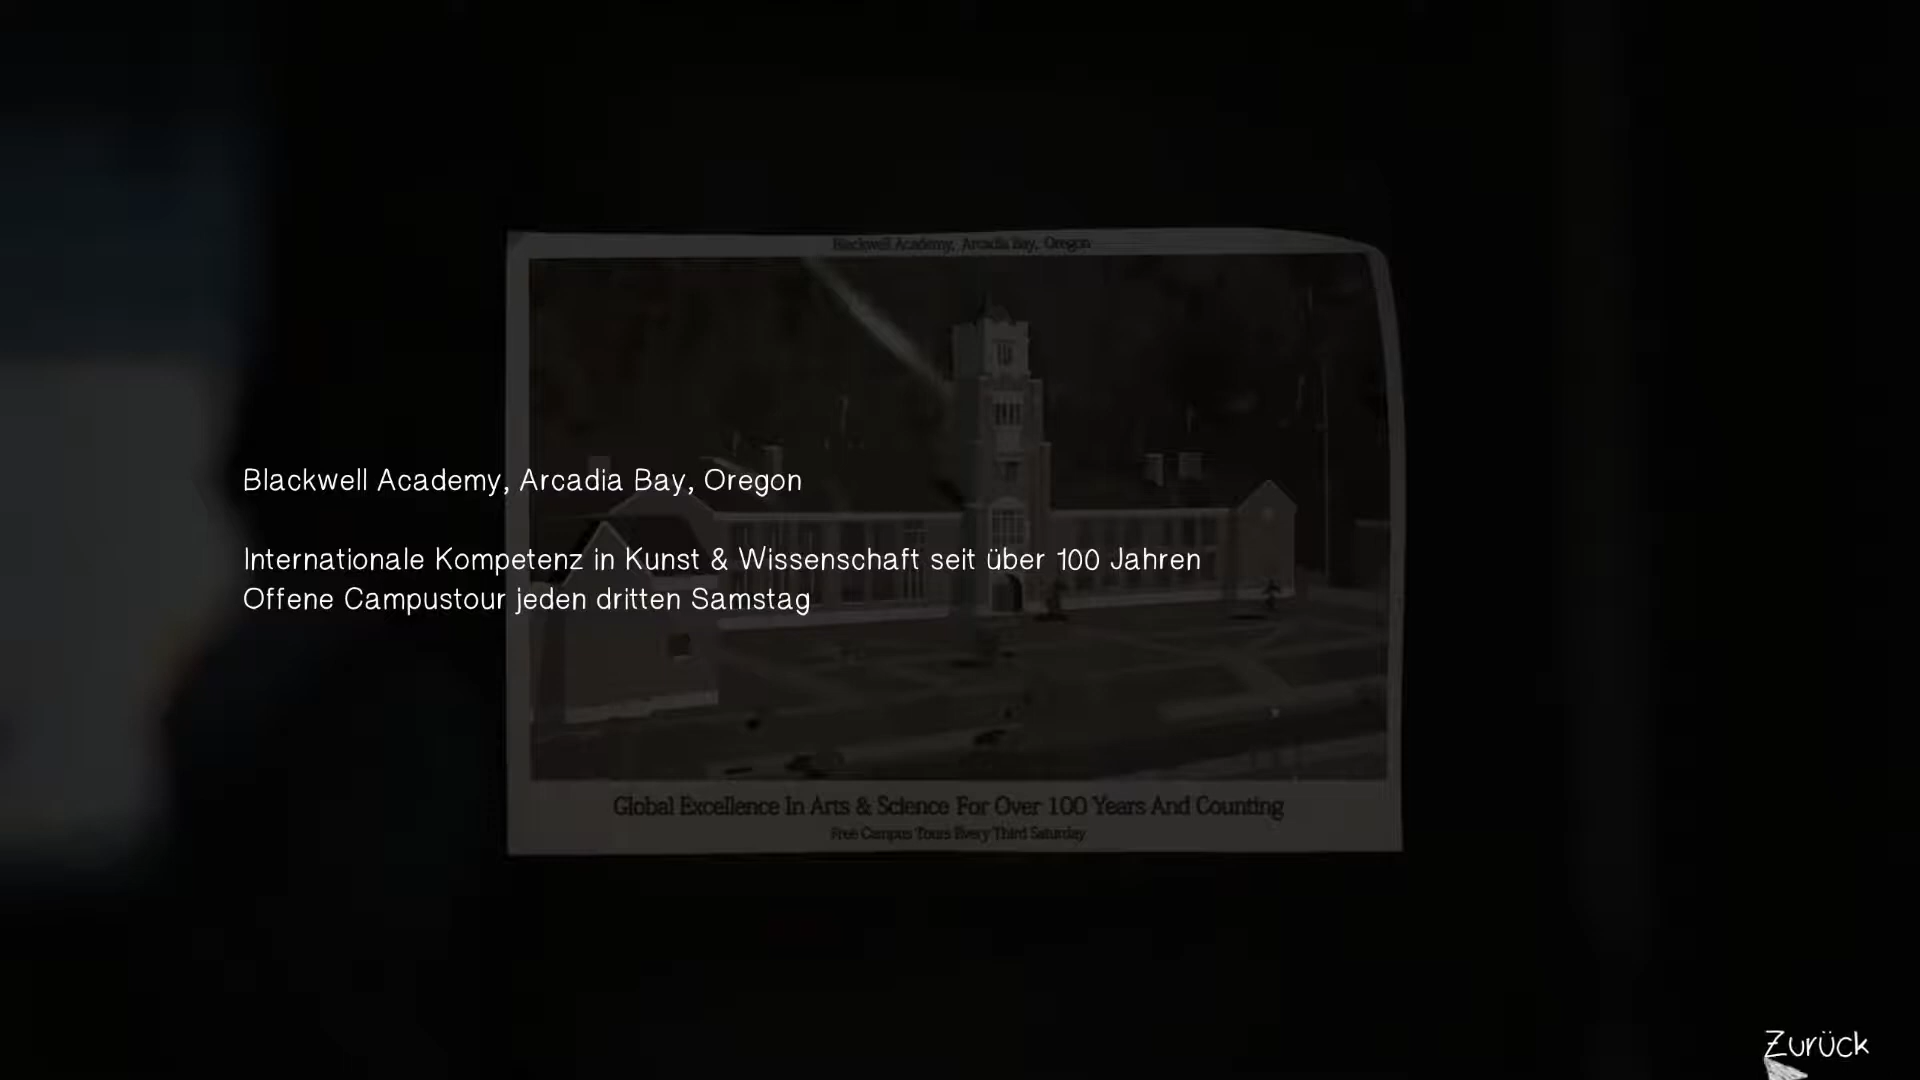 Blackwell Academy, Arcadia Bay, Oregon
Blackwell Academy, Arcadia Bay, Oregon
Internationale Kompetenz in Kunst & Wissenschaft seit über 100 Jahren
Offene Campustour jeden dritten Samstag
Global Excellence In Arts & Science For Over 100 Years And Counting
Free Campus Tours Every Third Saturday
Zurück